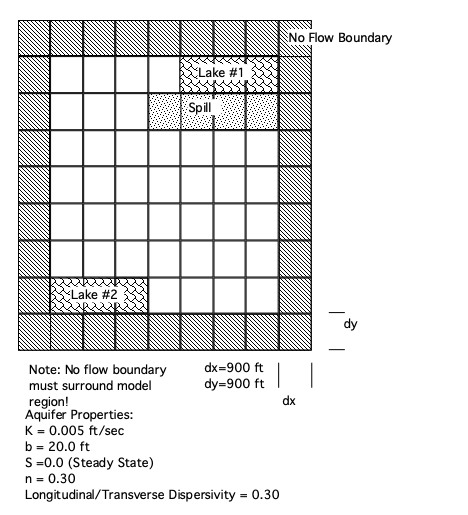 No Flow Boundary
Lake #1
Spill
Lake #2
dy
Note: No flow boundary
must surround model
region!
dx=900 ft
dy=900 ft
dx
Aquifer Properties:
K = 0.005 ft/sec
b = 20.0 ft
S =0.0 (Steady State)
n = 0.30
Longitudinal/Transverse Dispersivity = 0.30